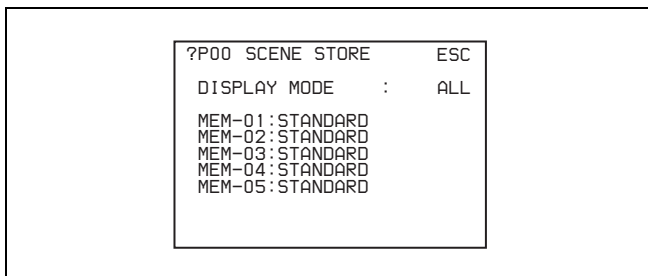 ?P00 SCENE STORE ESC
DISPLAY MODE : ALL
MEM-01:STANDARD
MEM-02:STANDARD
MEM-03:STANDARD
MEM-04:STANDARD
MEM-05:STANDARD